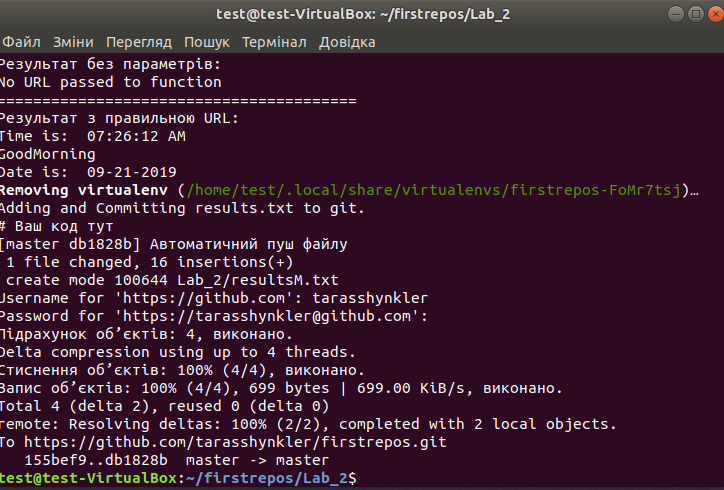 test@test-VirtualBox: ~/firstrepos/Lab_2
Файл Зміни Перегляд Пошук Термінал Довідка
Результат без параметрів:
No URL passed to function
========================================
Результат з правильною URL:
Time is:  07:26:12 AM
GoodMorning
Date is:  09-21-2019
Removing virtualenv (/home/test/.local/share/virtualenvs/firstrepos-FoMr7tsj)…
Adding and Committing results.txt to git.
# Ваш код тут
[master db1828b] Автоматичний пуш файлу
 1 file changed, 16 insertions(+)
 create mode 100644 Lab_2/resultsM.txt
Username for 'https://github.com': tarasshynkler
Password for 'https://tarasshynkler@github.com':
Підрахунок об’єктів: 4, виконано.
Delta compression using up to 4 threads.
Стиснення об’єктів: 100% (4/4), виконано.
Запис об’єктів: 100% (4/4), 699 bytes | 699.00 KiB/s, виконано.
Total 4 (delta 2), reused 0 (delta 0)
remote: Resolving deltas: 100% (2/2), completed with 2 local objects.
To https://github.com/tarasshynkler/firstrepos.git
   155bef9..db1828b  master -> master
test@test-VirtualBox:~/firstrepos/Lab_2$